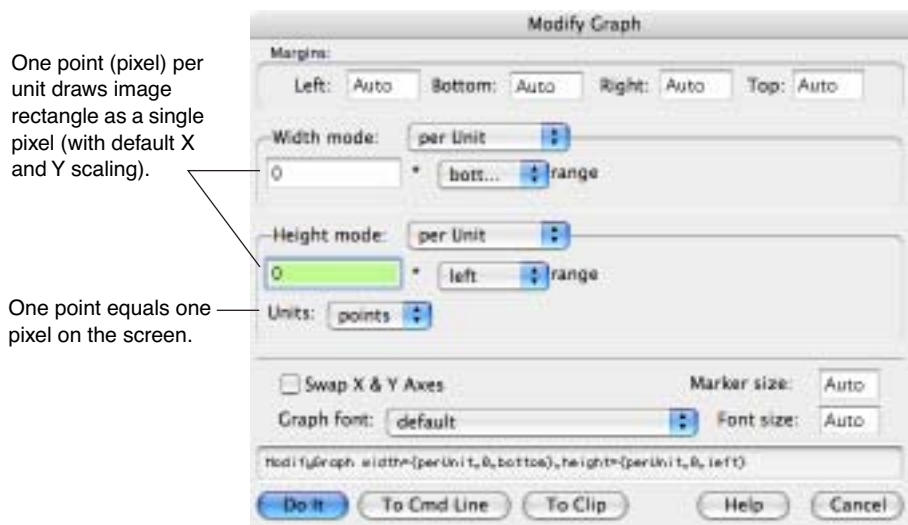 Modify Graph
One point (pixel) per
unit draws image
rectangle as a single
pixel (with default X
and Y scaling).
Margins:
Left: Auto Bottom: Auto Right: Auto Top: Auto
Width mode: per Unit
0 * bott... range
Height mode: per Unit
0 * left range
One point equals one
pixel on the screen.
Units: points
Swap X & Y Axes Marker size: Auto
Graph font: default Font size: Auto
ModifyGraph width={perUnit,0,bottom},height={perUnit,0,left}
Do It To Cmd Line To Clip Help Cancel